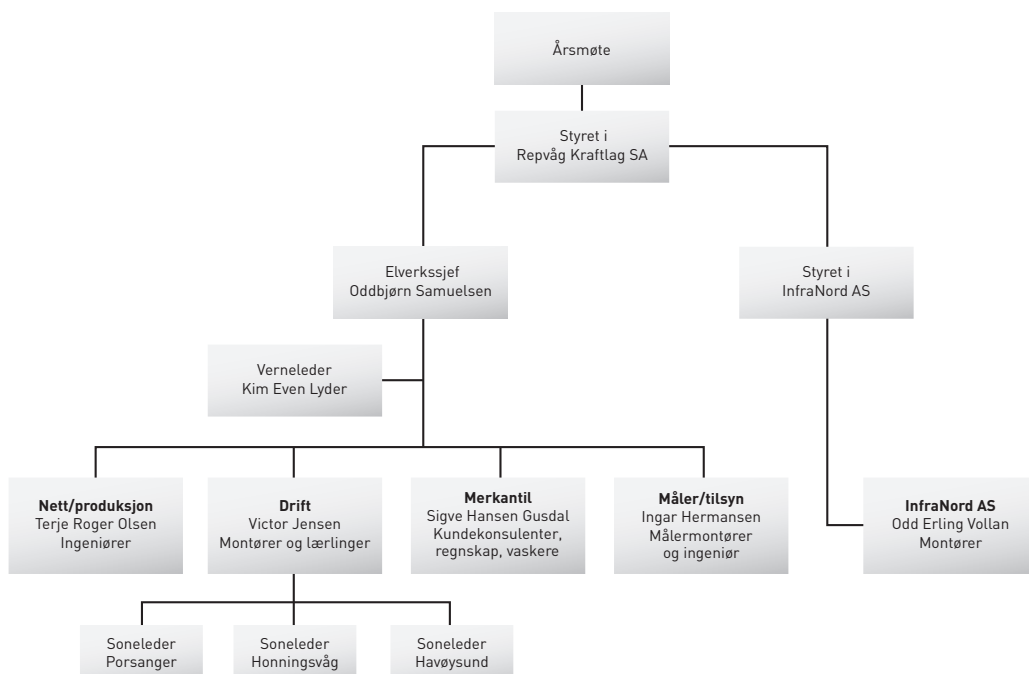 Årsmøte
Styret i
Repvåg Kraftlag SA
Elverkssjef
Oddbjørn Samuelsen
Styret i
InfraNord AS
Verneleder
Kim Even Lyder
Nett/produksjon
Terje Roger Olsen
Ingeniører
Drift
Victor Jensen
Montører og lærlinger
Merkantil
Sigve Hansen Gusdal
Kundekonsulenter,
regnskap, vaskere
Måler/tilsyn
Ingar Hermansen
Målermontører
og ingeniør
InfraNord AS
Odd Erling Vollan
Montører
Soneleder
Porsanger
Soneleder
Honningsvåg
Soneleder
Havøysund